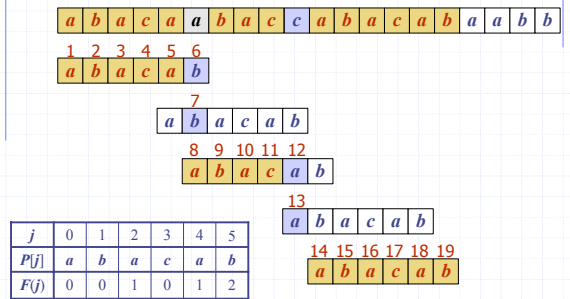 a b a c a a b a c c a b a c a b a a b b
1 2 3 4 5 6
a b a c a b
7
a b a c a b
8 9 10 11 12
a b a c a b
13
a b a c a b
14 15 16 17 18 19
a b a c a b
j 0 1 2 3 4 5
P[j] a b a c a b
F(j) 0 0 1 0 1 2